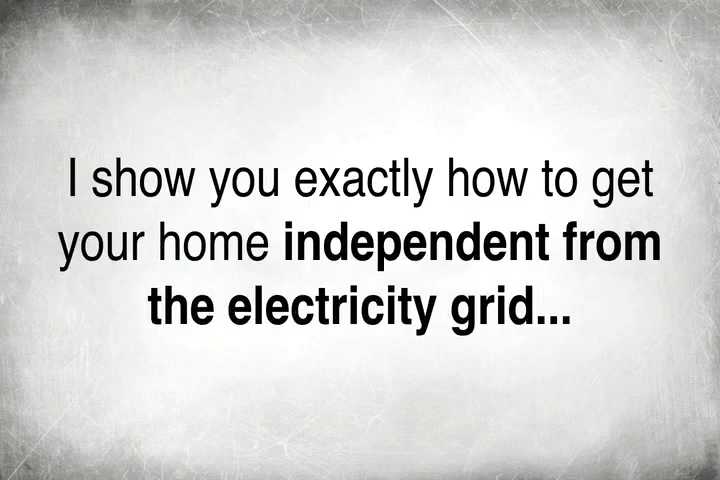 I show you exactly how to get
your home independent from
the electricity grid...